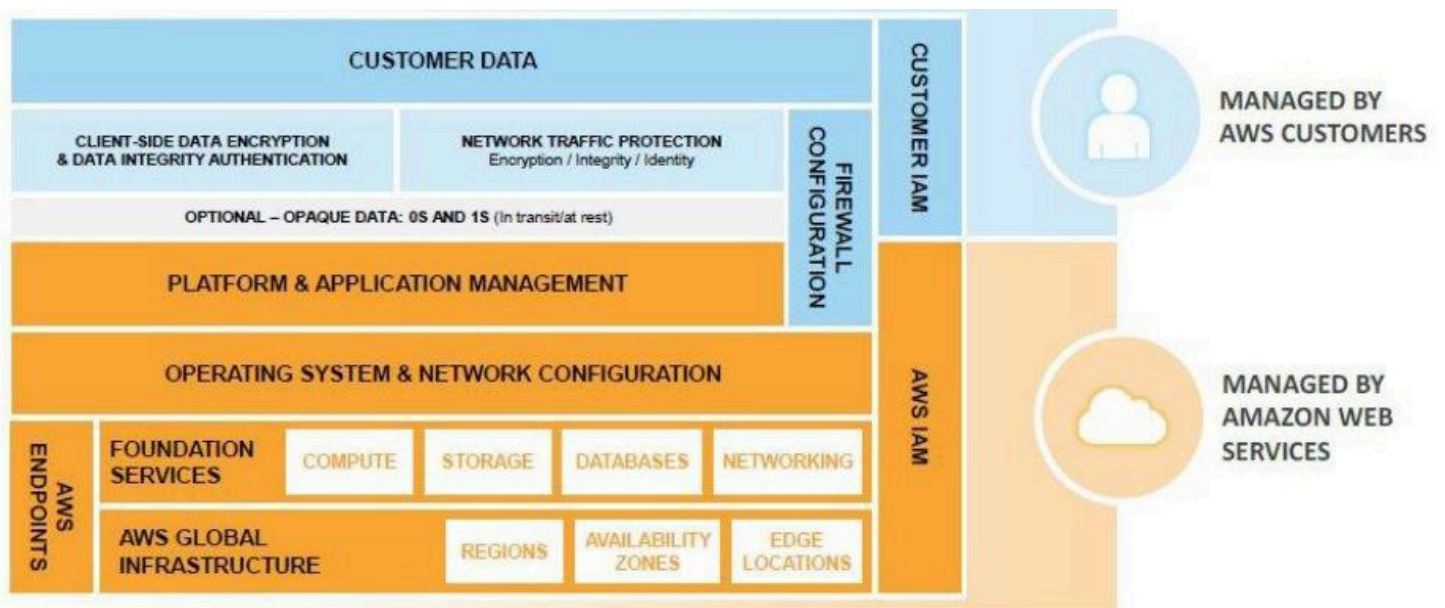 CUSTOMER DATA
CLIENT-SIDE DATA ENCRYPTION
& DATA INTEGRITY AUTHENTICATION
NETWORK TRAFFIC PROTECTION
Encryption / Integrity / Identity
OPTIONAL – OPAQUE DATA: 0S AND 1S (In transit/at rest)
FIREWALL
CONFIGURATION
CUSTOMER IAM
MANAGED BY
AWS CUSTOMERS
PLATFORM & APPLICATION MANAGEMENT
OPERATING SYSTEM & NETWORK CONFIGURATION
AWS
ENDPOINTS
FOUNDATION
SERVICES
COMPUTE
STORAGE
DATABASES
NETWORKING
AWS GLOBAL
INFRASTRUCTURE
REGIONS
AVAILABILITY
ZONES
EDGE
LOCATIONS
AWS IAM
MANAGED BY
AMAZON WEB
SERVICES